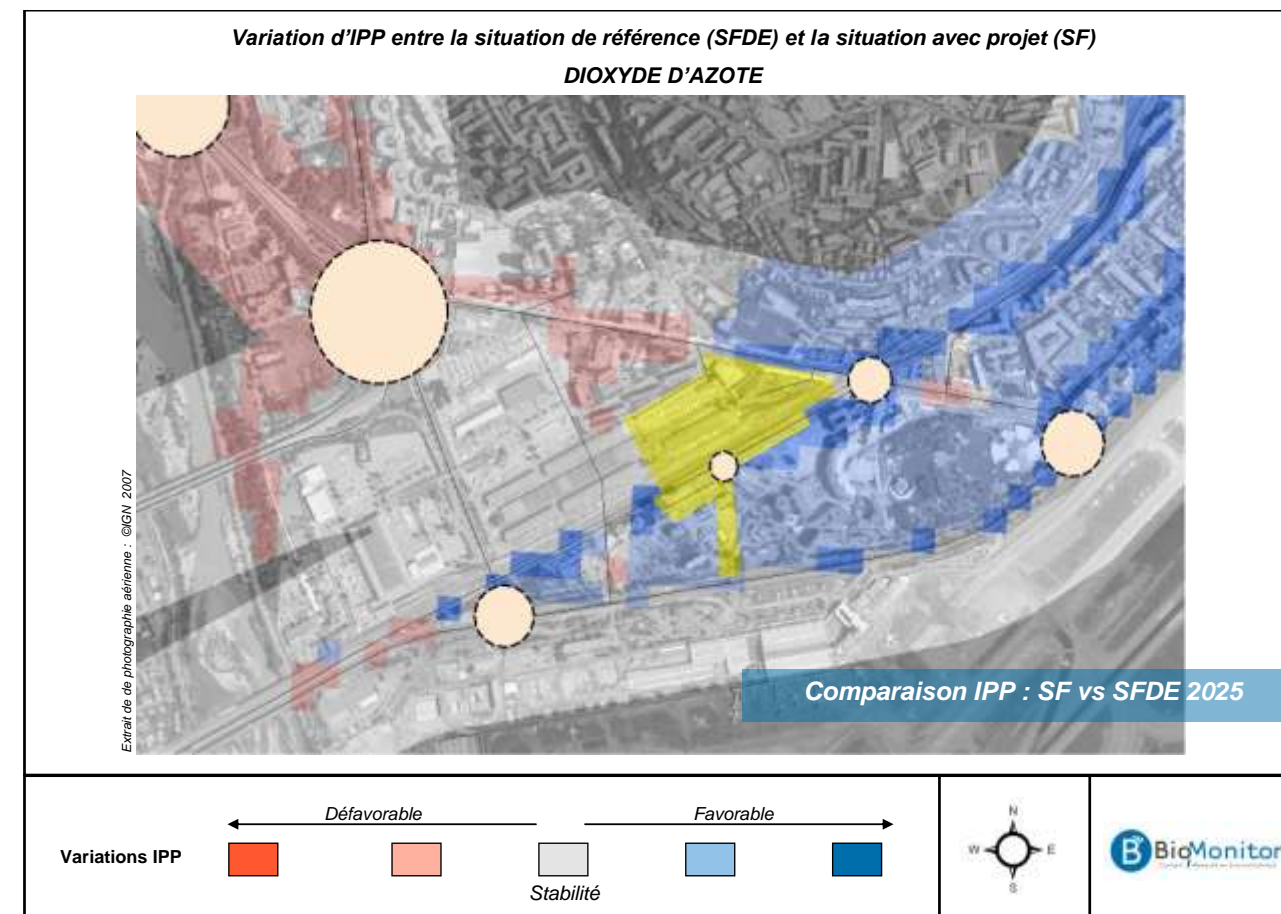 Variation d'IPP entre la situation de référence (SFDE) et la situation avec projet (SF)
DIOXYDE D'AZOTE
Extrait de de photographie aérienne : ©IGN 2007
Comparaison IPP : SF vs SFDE 2025
Défavorable
Favorable
Variations IPP
Stabilité
N
W
E
S
BioMonitor